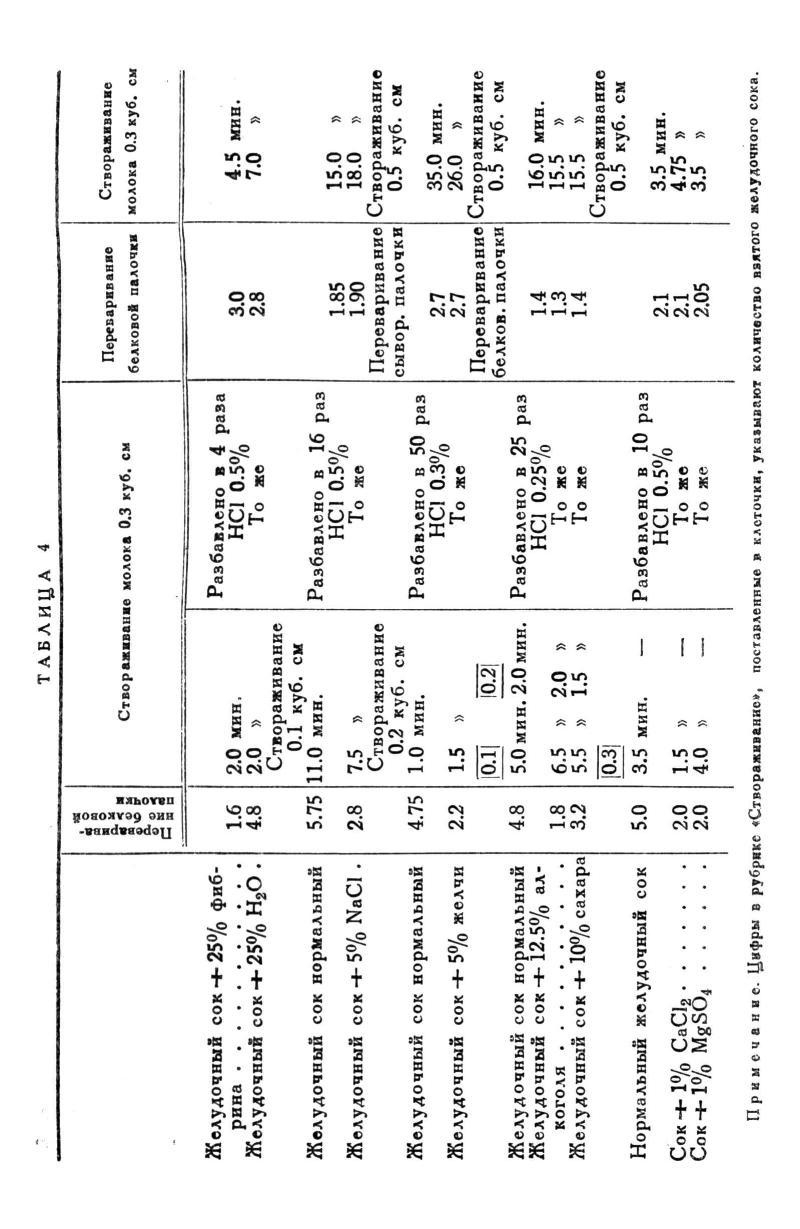 ТАБЛИЦА 4
Перевари-
вание белковой
палочки
Створаживание молока 0.3 куб. см
Переваривание
белковой палочки
Створаживание
молока 0.3 куб. см
Желудочный сок + 25% фиб-
рина . . . . . . . . . . 1.6 2.0 мин. Разбавлено в 4 раза HCl 0.5% 3.0 4.5 мин.
Желудочный сок + 25% H₂O . 4.8 2.0 » То же 2.8 7.0 »
Створаживание
0.1 куб. см
Желудочный сок нормальный 5.75 11.0 мин. Разбавлено в 16 раз HCl 0.5% 1.85 15.0 »
Желудочный сок + 5% NaCl . 2.8 7.5 » То же 1.90 18.0 »
Створаживание
0.2 куб. см
Переваривание
сывор. палочки
Створаживание
0.5 куб. см
Желудочный сок нормальный 4.75 1.0 мин. Разбавлено в 50 раз HCl 0.3% 2.7 35.0 мин.
Желудочный сок + 5% желчи 2.2 1.5 » То же 2.7 26.0 »
|0.1| |0.2|
Переваривание
белков. палочки
Створаживание
0.5 куб. см
Желудочный сок нормальный 4.8 5.0 мин. 2.0 мин. Разбавлено в 25 раз HCl 0.25% 1.4 16.0 мин.
Желудочный сок + 12.5% ал-
коголя . . . . . . . . . . 1.8 6.5 » 2.0 » То же 1.3 15.5 »
Желудочный сок + 10% сахара 3.2 5.5 » 1.5 » То же 1.4 15.5 »
|0.3|
Створаживание
0.5 куб. см
Нормальный желудочный сок 5.0 3.5 мин. — Разбавлено в 10 раз HCl 0.5% 2.1 3.5 мин.
Сок + 1% CaCl₂ . . . . . . . 2.0 1.5 » — То же 2.1 4.75 »
Сок + 1% MgSO₄ . . . . . . . 2.0 4.0 » — То же 2.05 3.5 »
Примечание. Цифры в рубрике «Створаживание», поставленные в клеточки, указывают количество взятого желудочного сока.